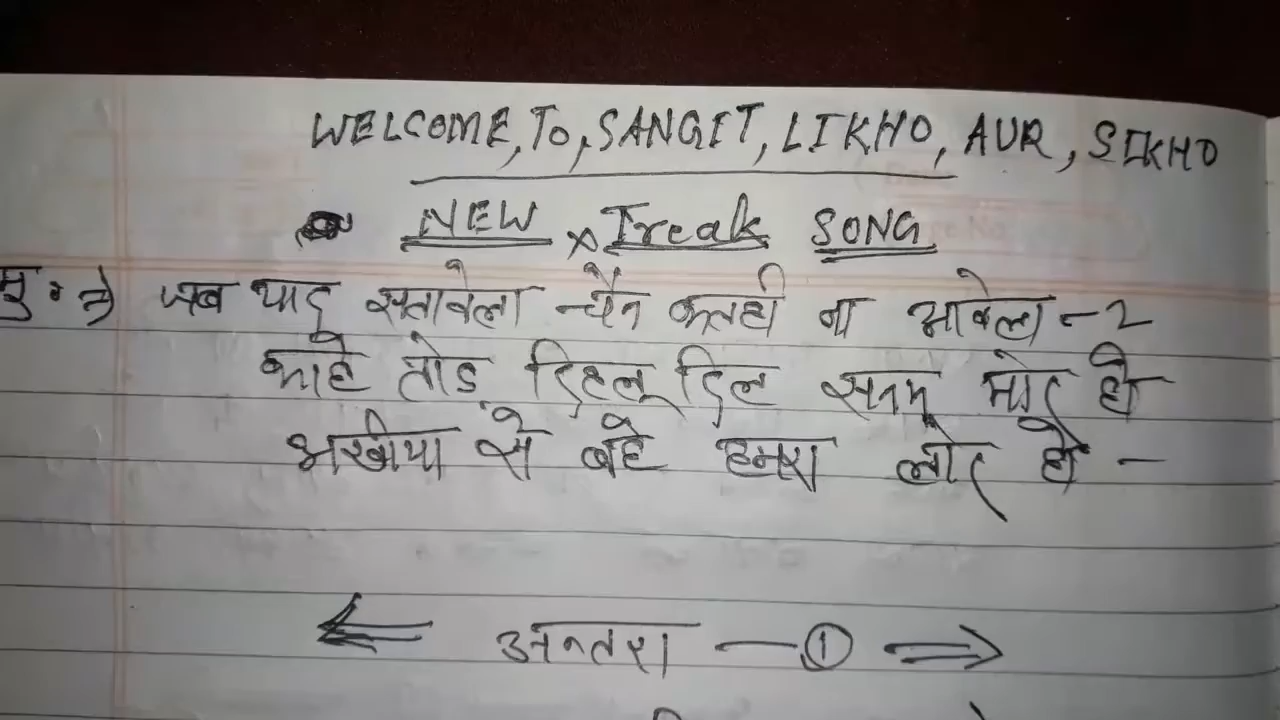 WELCOME, TO, SANGIT, LIKHO, AUR, SIKHO
NEW x Treak SONG
मु॰ ⇒ जब याद सतावेला चैन कतही ना आवेला - 2
काहे तोड़ दिहलू दिल सनम मोर हो
अखीया से बहे हमरा लोर हो -
⇐ अन्तरा — ① ⇒